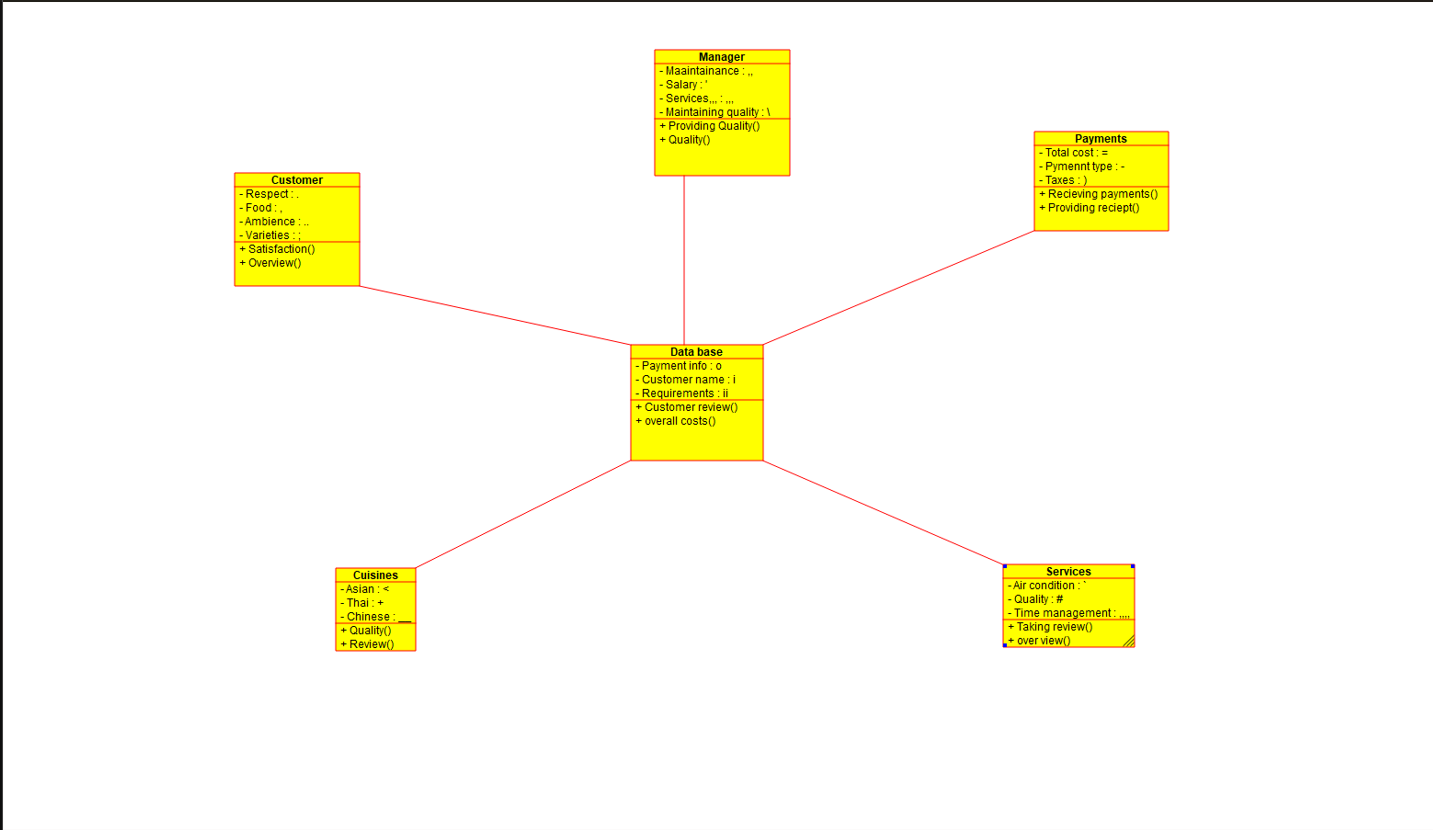 Manager
- Maaintainance : ,,
- Salary : '
- Services,,, : ,,,
- Maintaining quality : \
+ Providing Quality()
+ Quality()
Payments
- Total cost : =
- Pymennt type : -
- Taxes : )
+ Recieving payments()
+ Providing reciept()
Customer
- Respect : .
- Food : ,
- Ambience : ..
- Varieties : ;
+ Satisfaction()
+ Overview()
Data base
- Payment info : o
- Customer name : i
- Requirements : ii
+ Customer review()
+ overall costs()
Cuisines
- Asian : <
- Thai : +
- Chinese : __
+ Quality()
+ Review()
Services
- Air condition : `
- Quality : #
- Time management : ,,,,
+ Taking review()
+ over view()